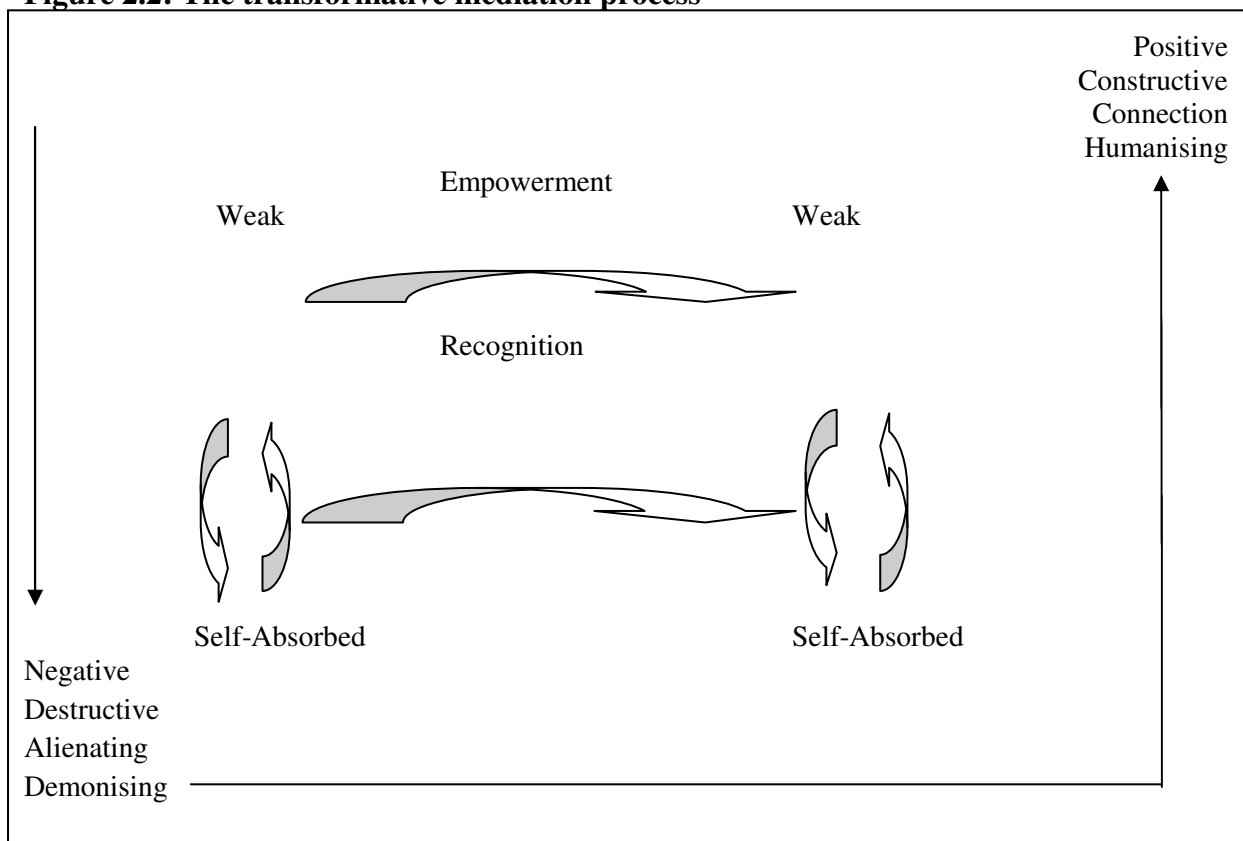 Figure 2.2: The transformative mediation process
Positive
Constructive
Connection
Humanising
Empowerment
Weak Weak
Recognition
Self-Absorbed Self-Absorbed
Negative
Destructive
Alienating
Demonising